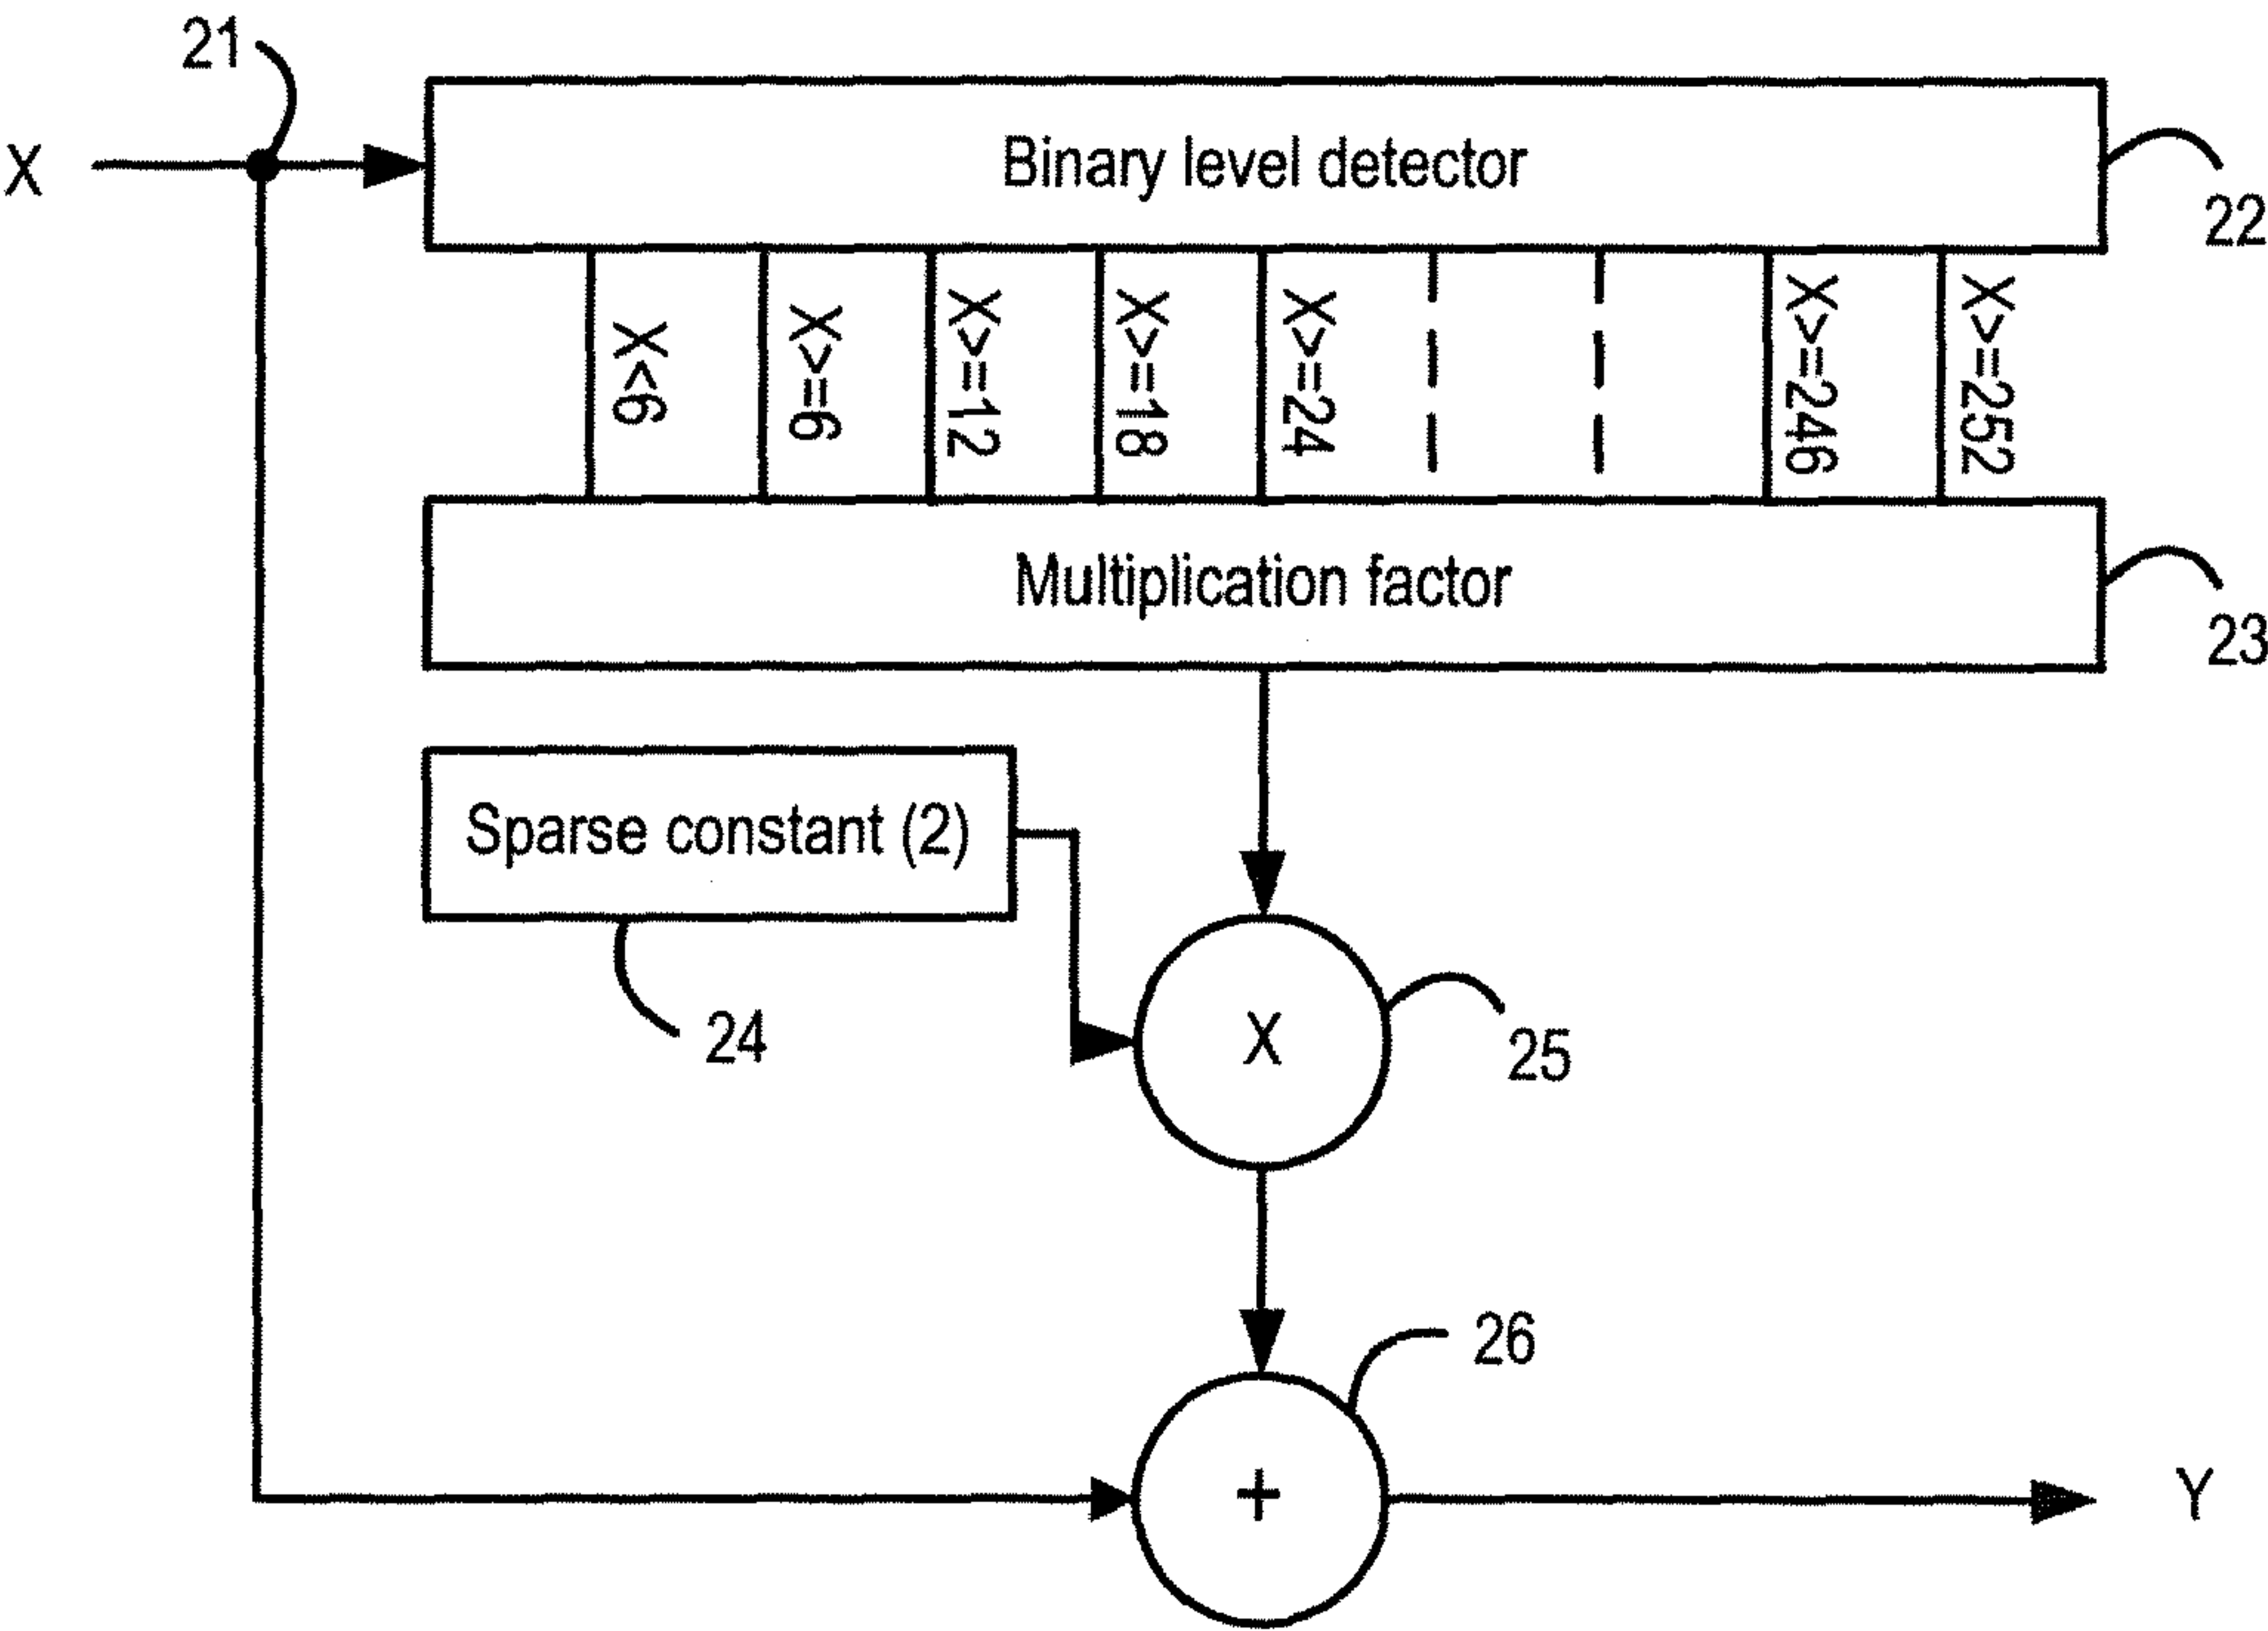 21
X
Binary level detector
22
X<6
X>=6
X>=12
X>=18
X>=24
X>=246
X>=252
Multiplication factor
23
Sparse constant (2)
24
X
25
26
+
Y